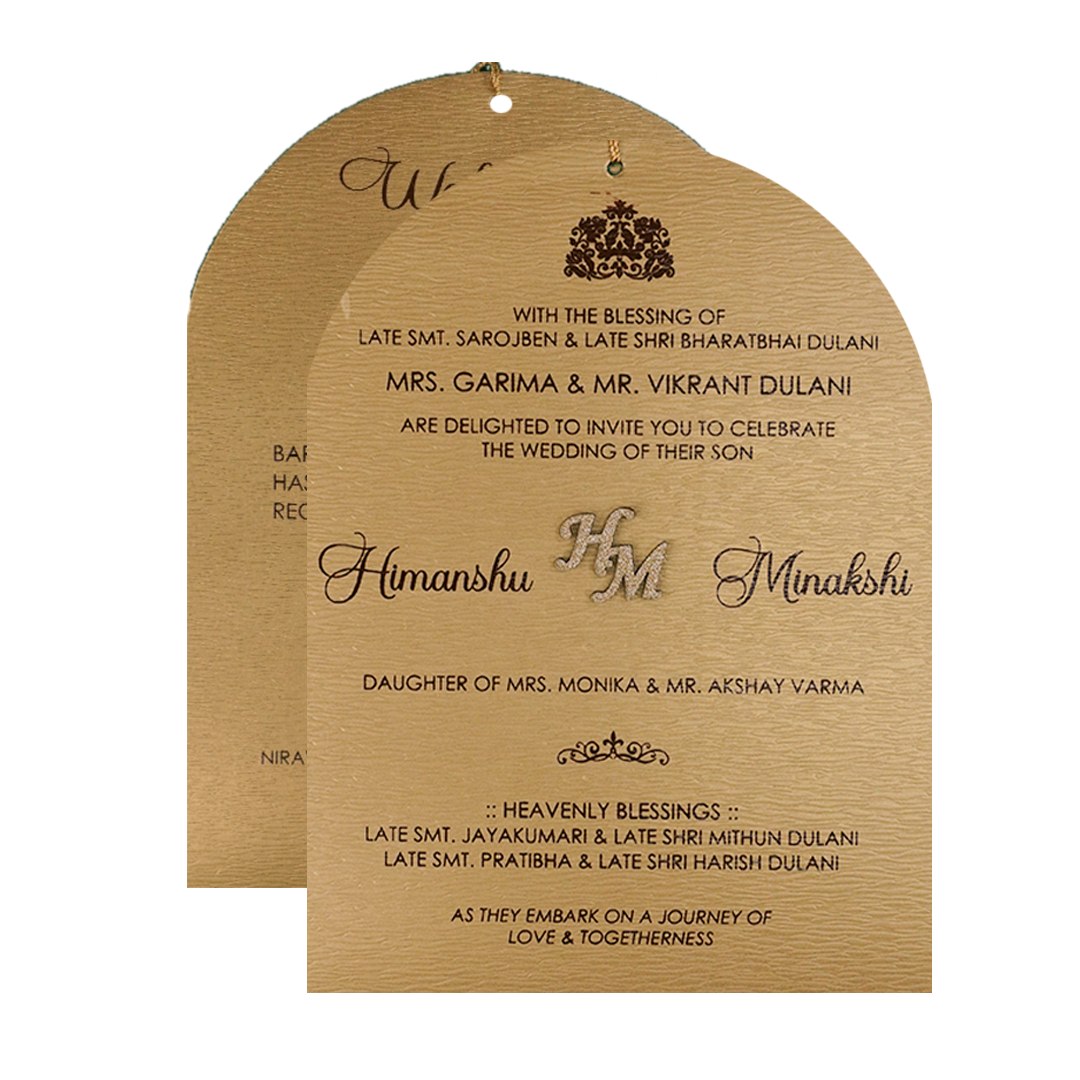 WITH THE BLESSING OF
LATE SMT. SAROJBEN & LATE SHRI BHARATBHAI DULANI
MRS. GARIMA & MR. VIKRANT DULANI
ARE DELIGHTED TO INVITE YOU TO CELEBRATE
THE WEDDING OF THEIR SON
Himanshu HM Minakshi
DAUGHTER OF MRS. MONIKA & MR. AKSHAY VARMA
:: HEAVENLY BLESSINGS ::
LATE SMT. JAYAKUMARI & LATE SHRI MITHUN DULANI
LATE SMT. PRATIBHA & LATE SHRI HARISH DULANI
AS THEY EMBARK ON A JOURNEY OF
LOVE & TOGETHERNESS